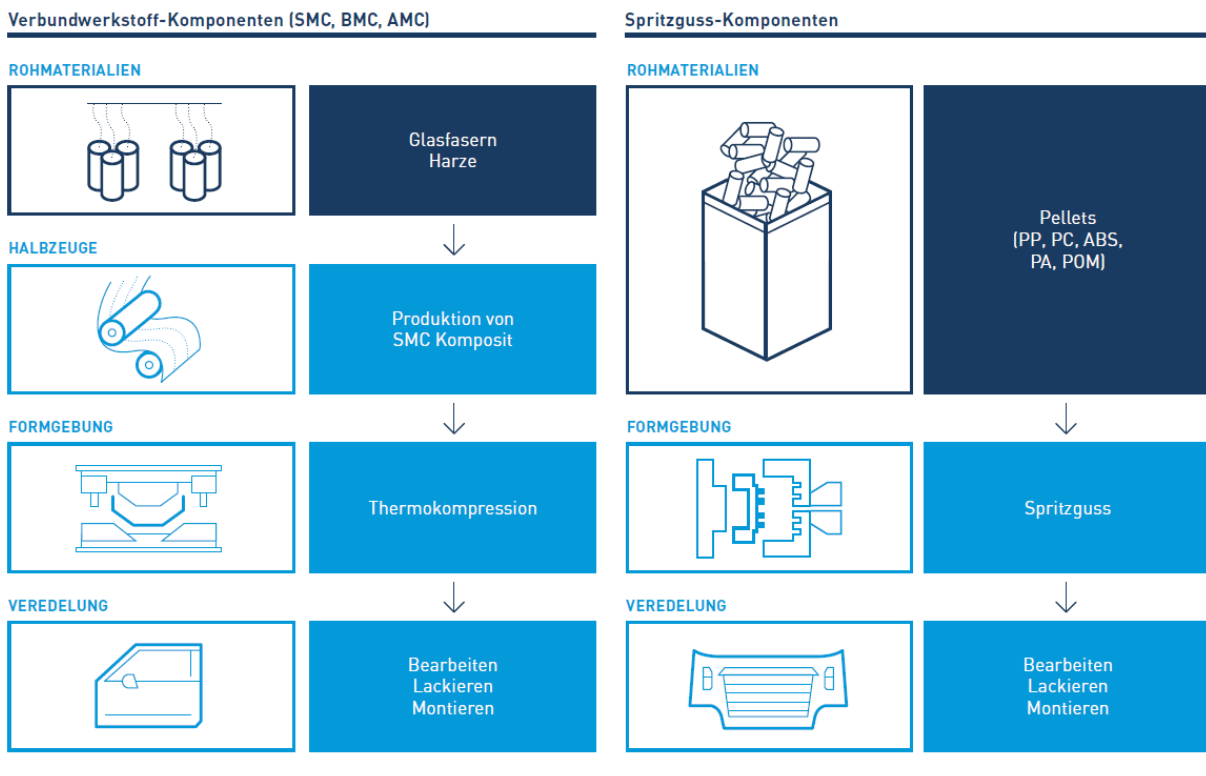 Verbundwerkstoff-Komponenten (SMC, BMC, AMC)
ROHMATERIALIEN
Glasfasern
Harze
HALBZEUGE
Produktion von
SMC Komposit
FORMGEBUNG
Thermokompression
VEREDELUNG
Bearbeiten
Lackieren
Montieren
Spritzguss-Komponenten
ROHMATERIALIEN
Pellets
(PP, PC, ABS,
PA, POM)
FORMGEBUNG
Spritzguss
VEREDELUNG
Bearbeiten
Lackieren
Montieren